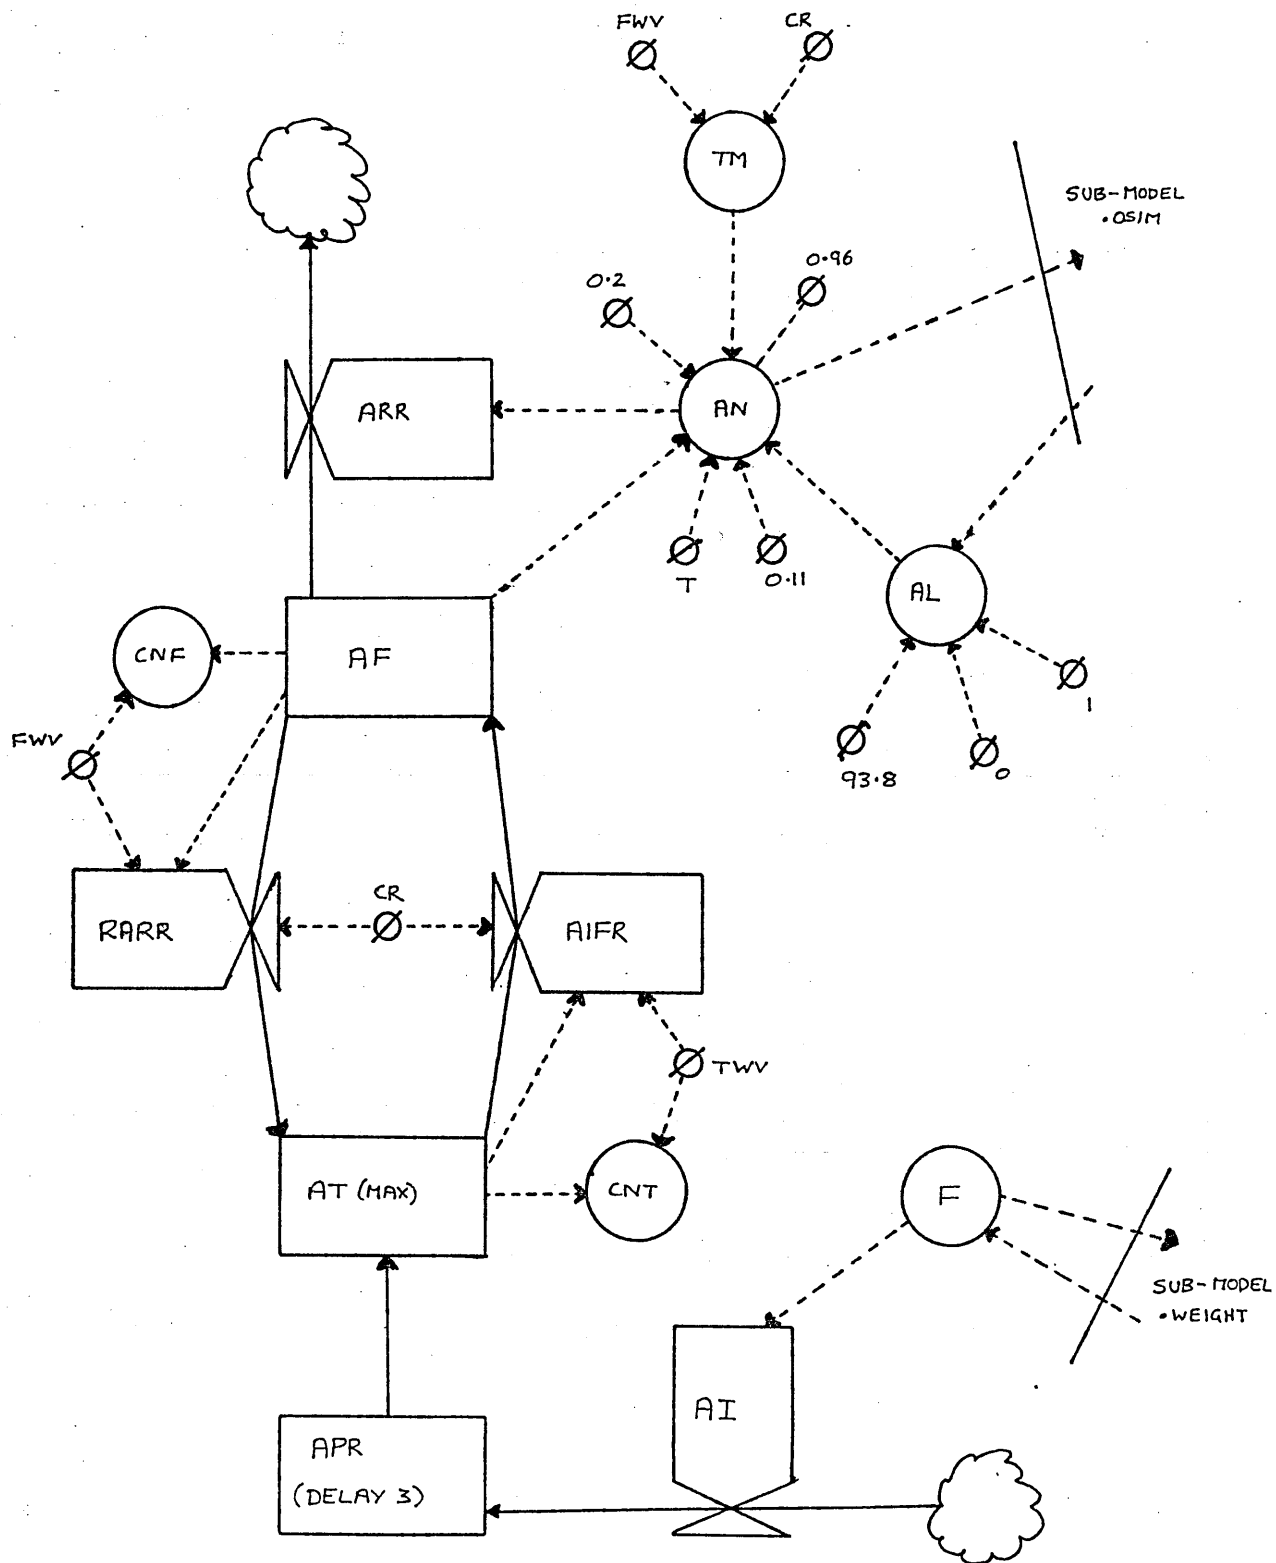 FWV
CR
TM
SUB-MODEL
.OSIM
0.2
0.96
ARR
AN
T
0.11
AL
CNF
AF
FWV
1
93.8
0
RARR
CR
AIFR
TWV
AT (MAX)
CNT
F
SUB-MODEL
.WEIGHT
AI
APR
(DELAY 3)